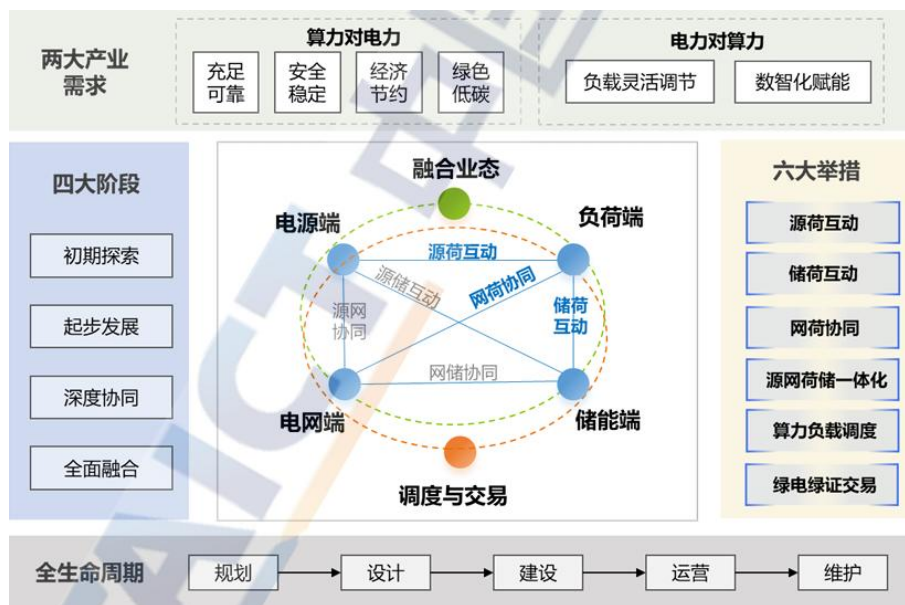 两大产业
需求
算力对电力
充足
可靠
安全
稳定
经济
节约
绿色
低碳
电力对算力
负载灵活调节
数智化赋能
四大阶段
初期探索
起步发展
深度协同
全面融合
融合业态
电源端
负荷端
源荷互动
源储互动
网荷协同
源网
协同
储荷
互动
网储协同
电网端
储能端
调度与交易
六大举措
源荷互动
储荷互动
网荷协同
源网荷储一体化
算力负载调度
绿电绿证交易
全生命周期
规划
设计
建设
运营
维护